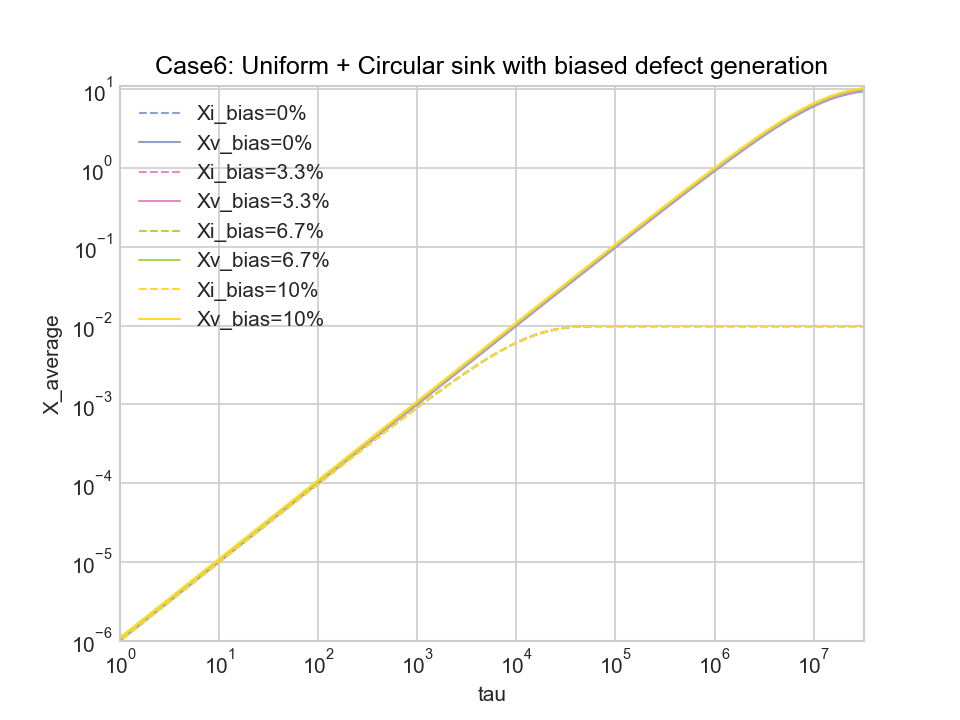 Case6: Uniform + Circular sink with biased defect generation
10^1
10^0
10^-1
10^-2
10^-3
10^-4
10^-5
10^-6
X_average
Xi_bias=0%
Xv_bias=0%
Xi_bias=3.3%
Xv_bias=3.3%
Xi_bias=6.7%
Xv_bias=6.7%
Xi_bias=10%
Xv_bias=10%
10^0 10^1 10^2 10^3 10^4 10^5 10^6 10^7
tau